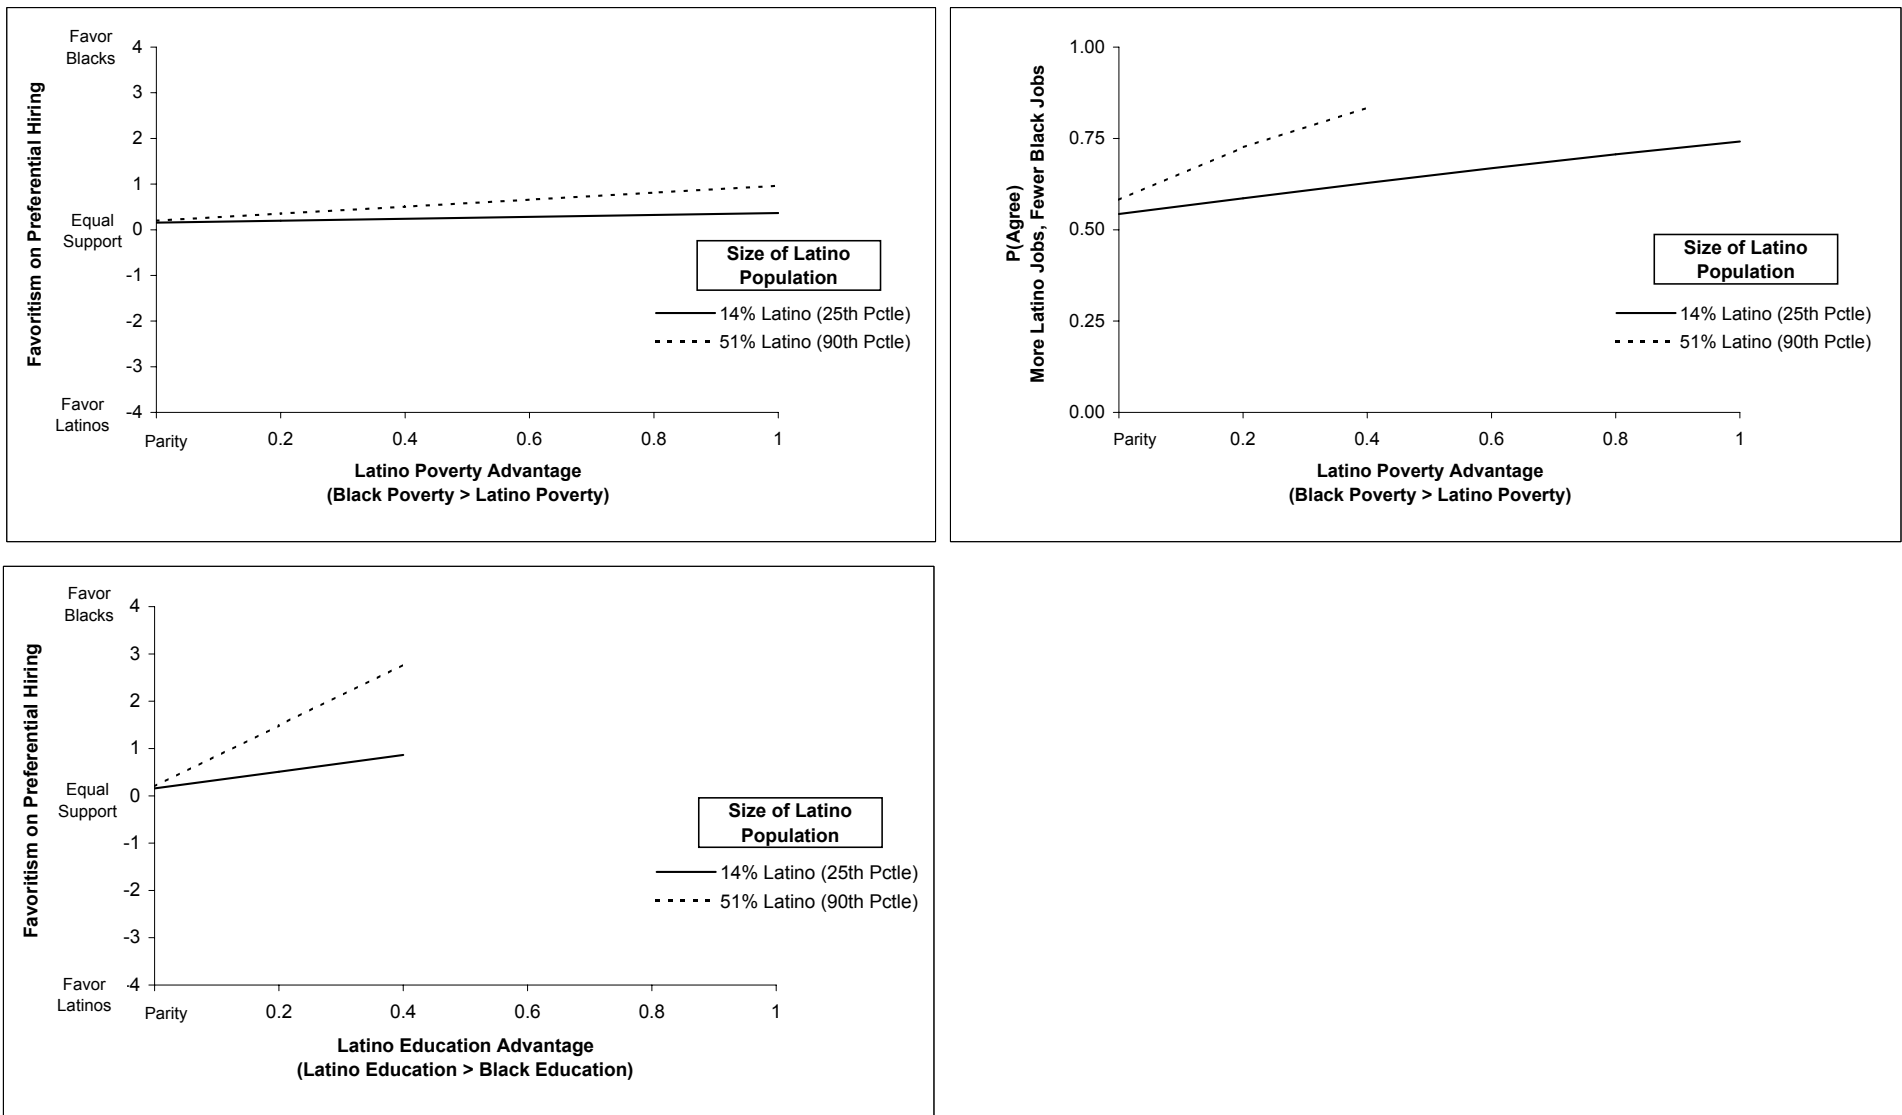 Favor
Blacks
4
3
2
1
Equal
Support
0
-1
-2
-3
Favor
Latinos
-4
Favoritism on Preferential Hiring
Parity 0.2 0.4 0.6 0.8 1
Latino Poverty Advantage
(Black Poverty > Latino Poverty)
Size of Latino
Population
14% Latino (25th Pctle)
51% Latino (90th Pctle)
1.00
0.75
0.50
0.25
0.00
P(Agree)
More Latino Jobs, Fewer Black Jobs
Parity 0.2 0.4 0.6 0.8 1
Latino Poverty Advantage
(Black Poverty > Latino Poverty)
Size of Latino
Population
14% Latino (25th Pctle)
51% Latino (90th Pctle)
Favor
Blacks
4
3
2
1
Equal
Support
0
-1
-2
-3
Favor
Latinos
-4
Favoritism on Preferential Hiring
Parity 0.2 0.4 0.6 0.8 1
Latino Education Advantage
(Latino Education > Black Education)
Size of Latino
Population
14% Latino (25th Pctle)
51% Latino (90th Pctle)